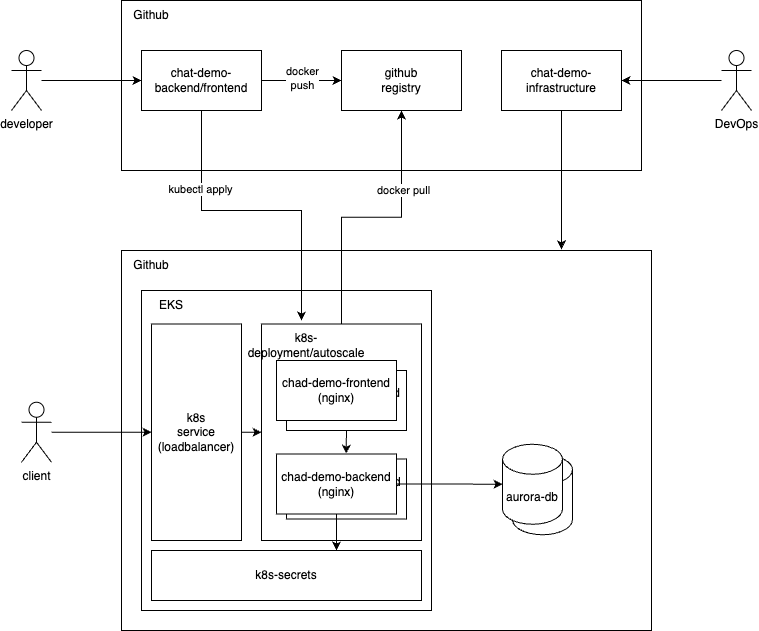 Github
chat-demo-
backend/frontend
docker
push
github
registry
chat-demo-
infrastructure
developer
DevOps
kubectl apply
docker pull
Github
EKS
k8s-
deployment/autoscale
chad-demo-frontend
(nginx)
d
k8s
service
(loadbalancer)
client
chad-demo-backend
(nginx)
d
aurora-db
k8s-secrets